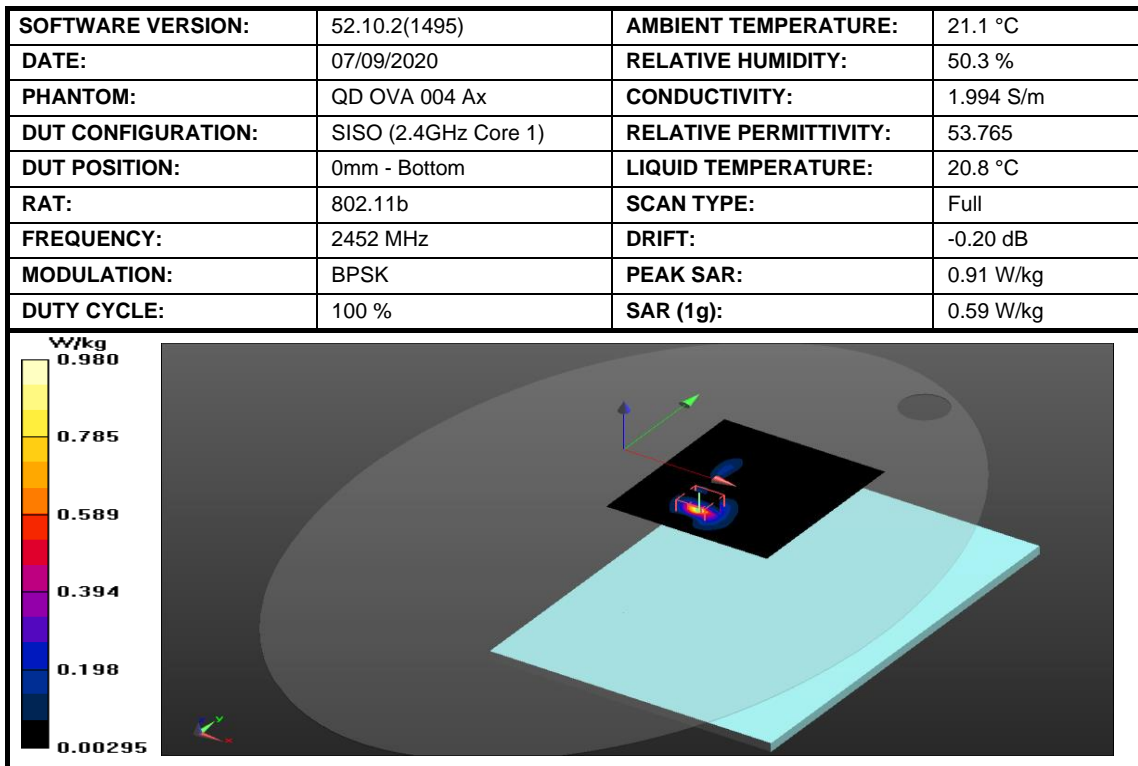 SOFTWARE VERSION: 52.10.2(1495) AMBIENT TEMPERATURE: 21.1 °C
DATE: 07/09/2020 RELATIVE HUMIDITY: 50.3 %
PHANTOM: QD OVA 004 Ax CONDUCTIVITY: 1.994 S/m
DUT CONFIGURATION: SISO (2.4GHz Core 1) RELATIVE PERMITTIVITY: 53.765
DUT POSITION: 0mm - Bottom LIQUID TEMPERATURE: 20.8 °C
RAT: 802.11b SCAN TYPE: Full
FREQUENCY: 2452 MHz DRIFT: -0.20 dB
MODULATION: BPSK PEAK SAR: 0.91 W/kg
DUTY CYCLE: 100 % SAR (1g): 0.59 W/kg
W/kg
0.980
0.785
0.589
0.394
0.198
0.00295
z y
x